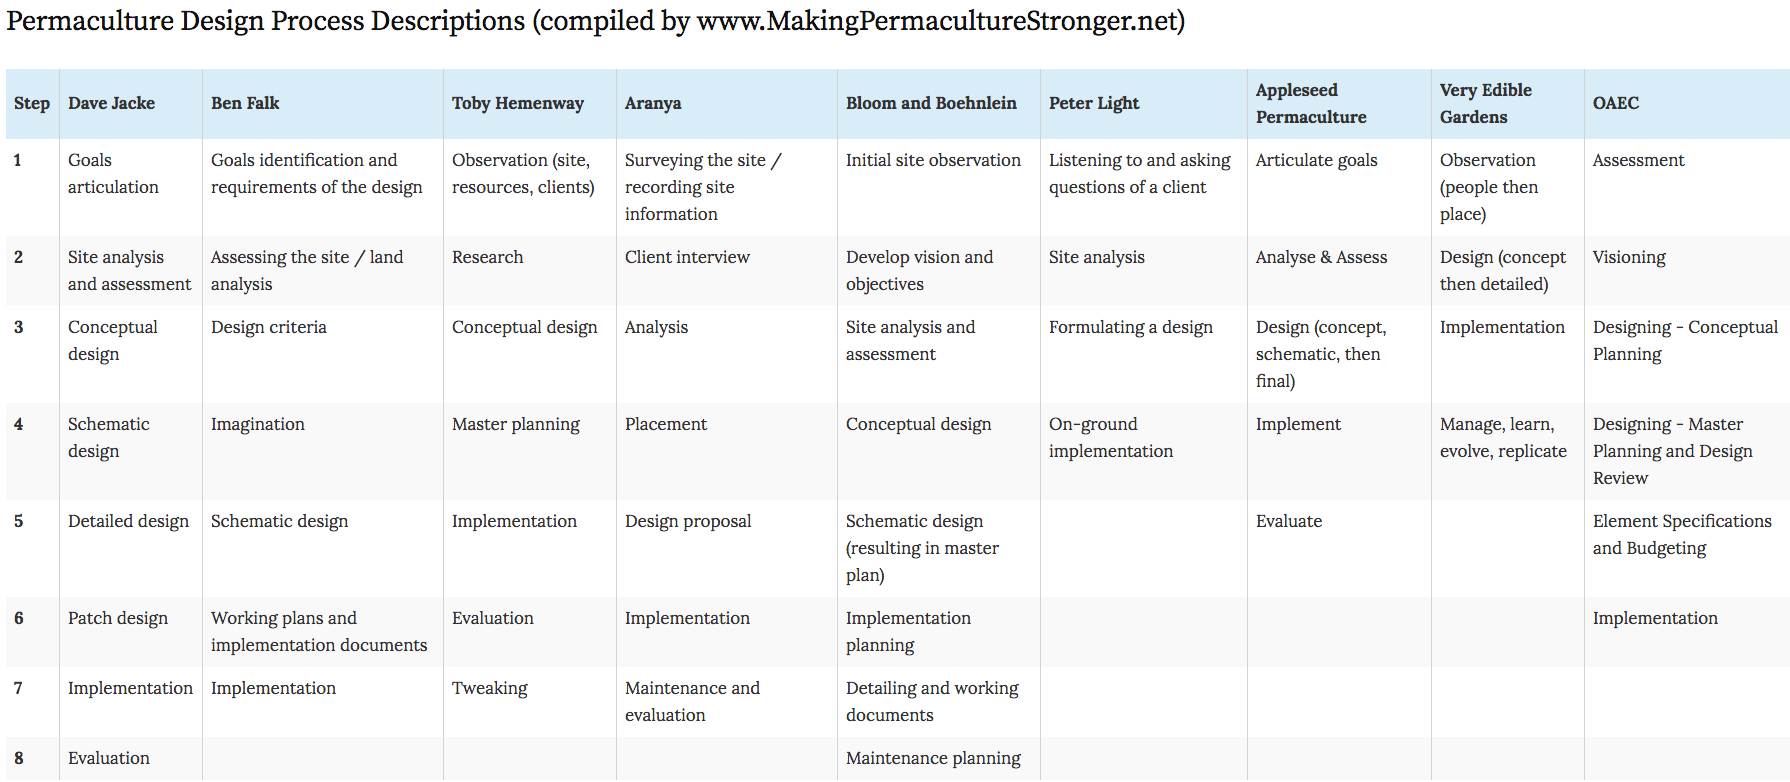 Permaculture Design Process Descriptions (compiled by www.MakingPermacultureStronger.net)
Step
Dave Jacke
Ben Falk
Toby Hemenway
Aranya
Bloom and Boehnlein
Peter Light
Appleseed
Permaculture
Very Edible
Gardens
OAEC
1
Goals
articulation
Goals identification and
requirements of the design
Observation (site,
resources, clients)
Surveying the site /
recording site
information
Initial site observation
Listening to and asking
questions of a client
Articulate goals
Observation
(people then
place)
Assessment
2
Site analysis
and assessment
Assessing the site / land
analysis
Research
Client interview
Develop vision and
objectives
Site analysis
Analyse & Assess
Design (concept
then detailed)
Visioning
3
Conceptual
design
Design criteria
Conceptual design
Analysis
Site analysis and
assessment
Formulating a design
Design (concept,
schematic, then
final)
Implementation
Designing - Conceptual
Planning
4
Schematic
design
Imagination
Master planning
Placement
Conceptual design
On-ground
implementation
Implement
Manage, learn,
evolve, replicate
Designing - Master
Planning and Design
Review
5
Detailed design
Schematic design
Implementation
Design proposal
Schematic design
(resulting in master
plan)
Evaluate
Element Specifications
and Budgeting
6
Patch design
Working plans and
implementation documents
Evaluation
Implementation
Implementation
planning
Implementation
7
Implementation
Implementation
Tweaking
Maintenance and
evaluation
Detailing and working
documents
8
Evaluation
Maintenance planning